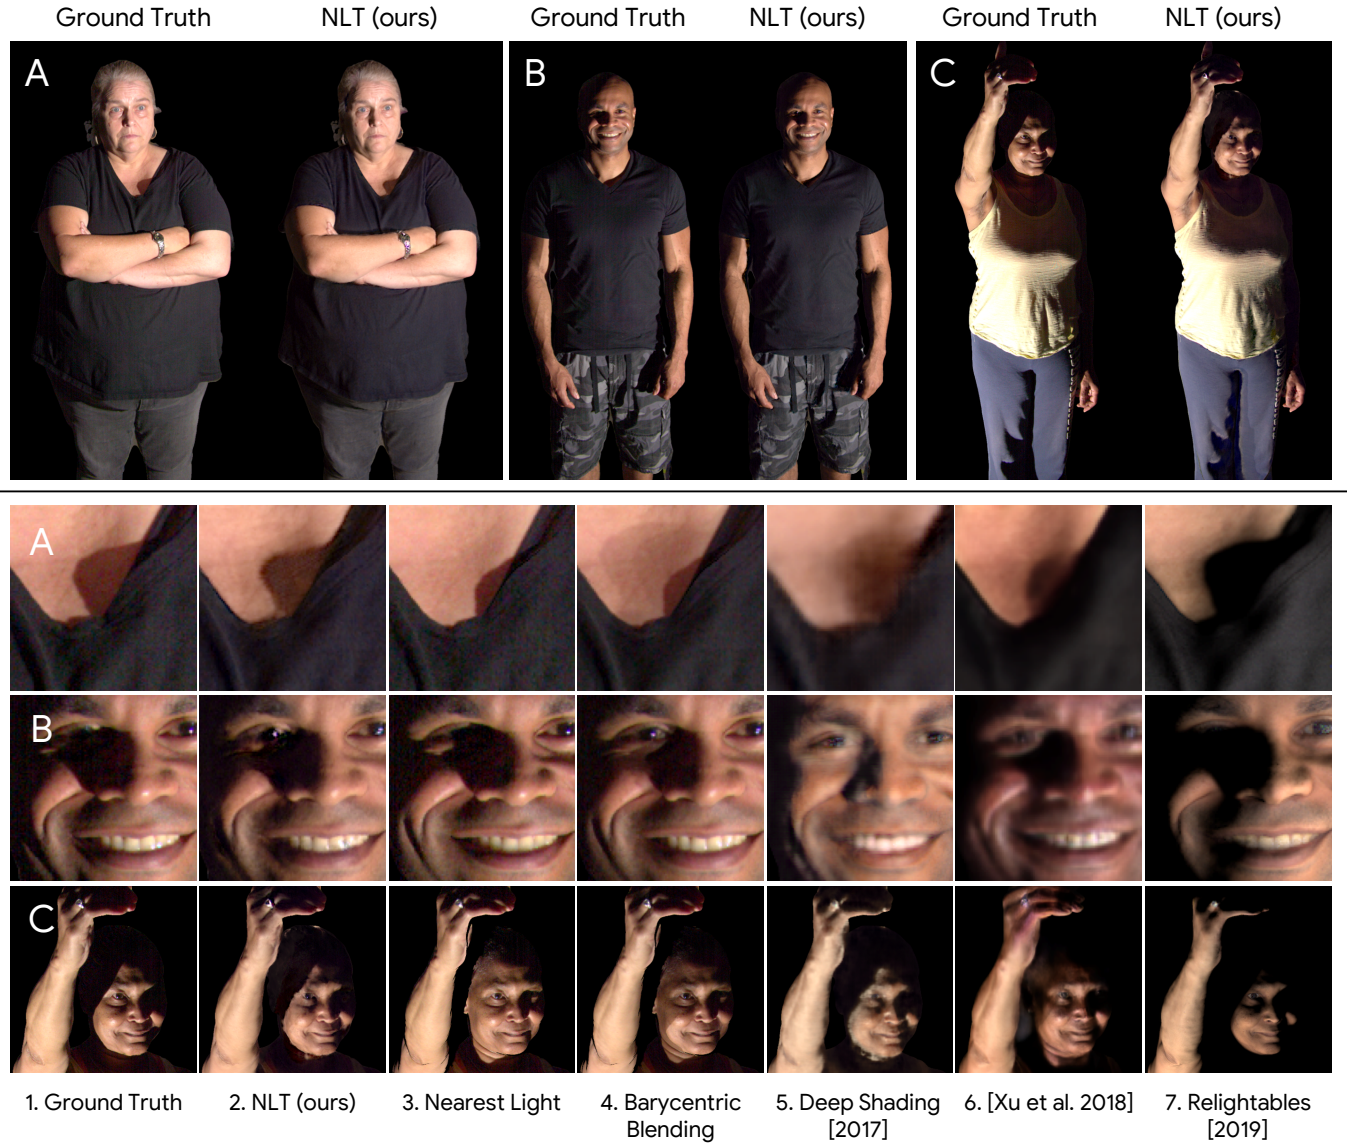 Ground Truth NLT (ours) Ground Truth NLT (ours) Ground Truth NLT (ours)
A B C
A
B
C
1. Ground Truth 2. NLT (ours) 3. Nearest Light 4. Barycentric Blending 5. Deep Shading [2017] 6. [Xu et al. 2018] 7. Relightables [2019]